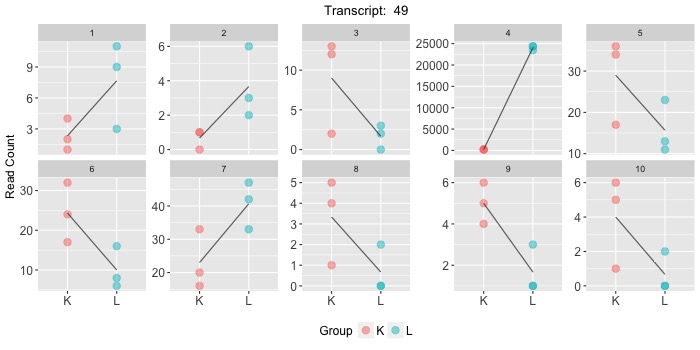 Transcript: 49
1 2 3 4 5
9 6 3
6 4 2 0
10 5 0
25000 20000 15000 10000 5000 0
30 20 10
Read Count
6 7 8 9 10
30 20 10
40 30 20
5 4 3 2 1 0
6 4 2
6 4 2 0
K L K L K L K L K L
Group K L